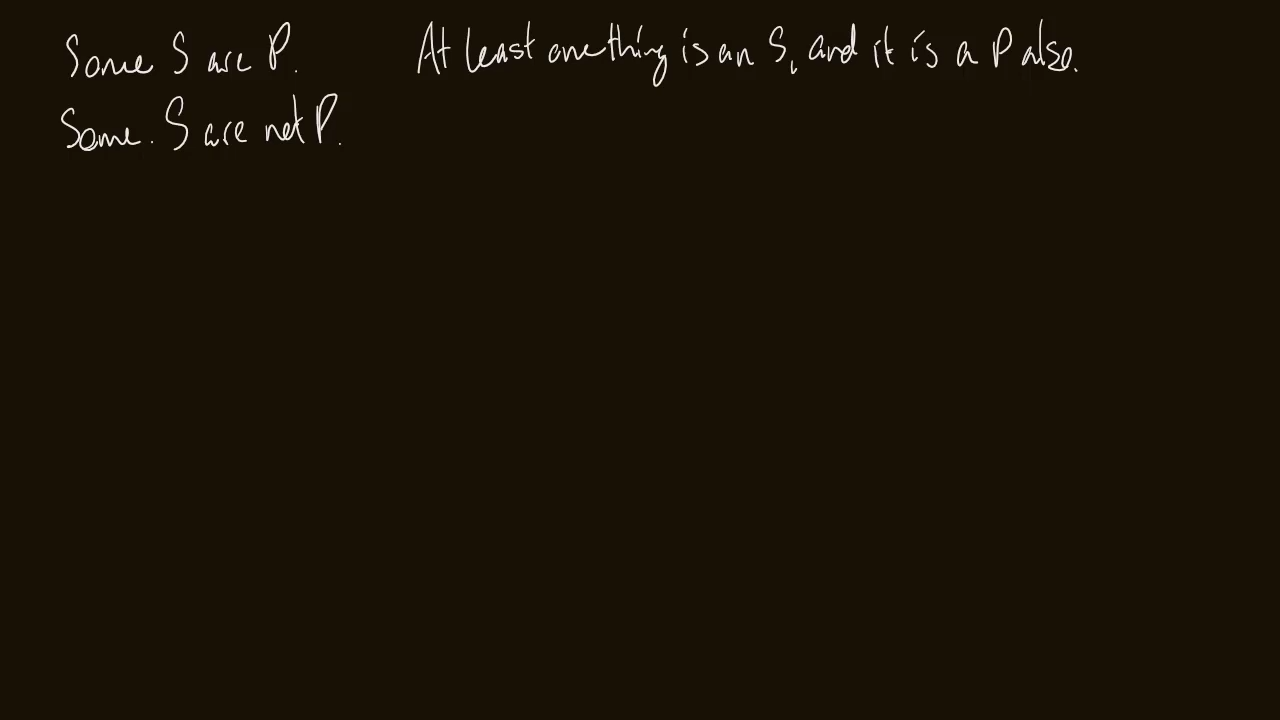 Some S are P. At least one thing is an S, and it is a P also.
Some. S are not P.